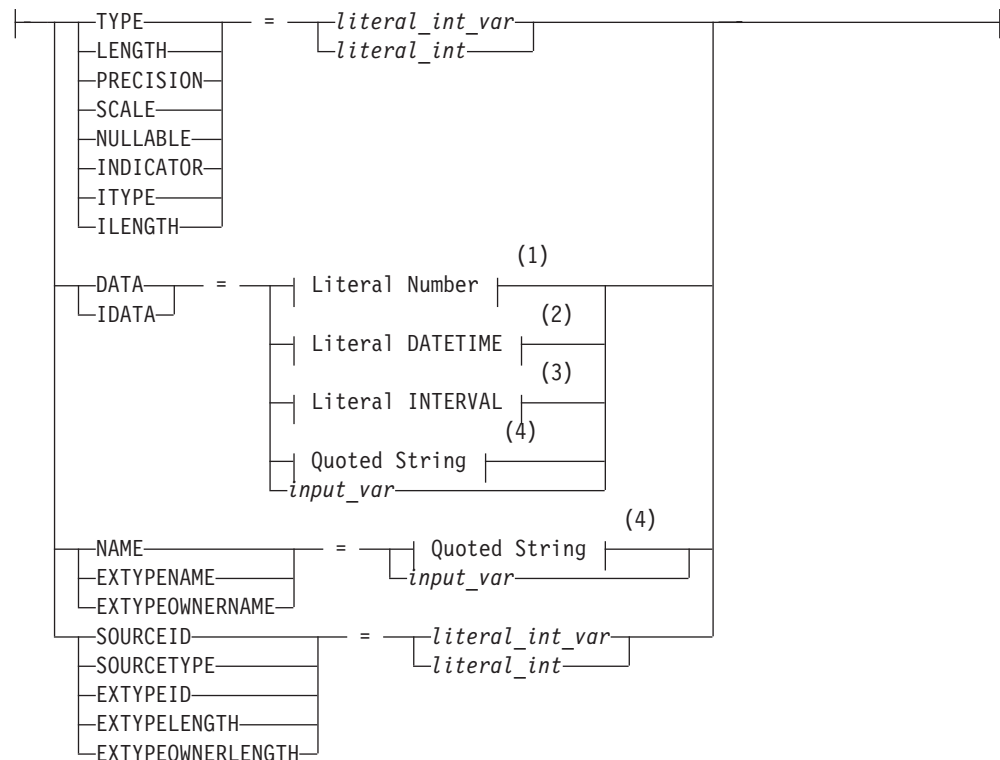 TYPE = literal_int_var
LENGTH literal_int
PRECISION
SCALE
NULLABLE
INDICATOR
ITYPE
ILENGTH
(1)
DATA = Literal Number
IDATA
(2)
Literal DATETIME
(3)
Literal INTERVAL
(4)
Quoted String
input_var
(4)
NAME = Quoted String
EXTYPENAME input_var
EXTYPEOWNERNAME
SOURCEID = literal_int_var
SOURCETYPE literal_int
EXTYPEID
EXTYPELENGTH
EXTYPEOWNERLENGTH